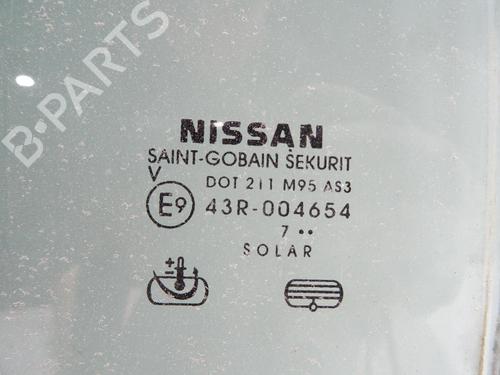 B-PARTS
NISSAN
SAINT-GOBAIN SEKURIT
V
DOT 211 M95 AS3
E9 43R-004654
7 ••
SOLAR
+
-